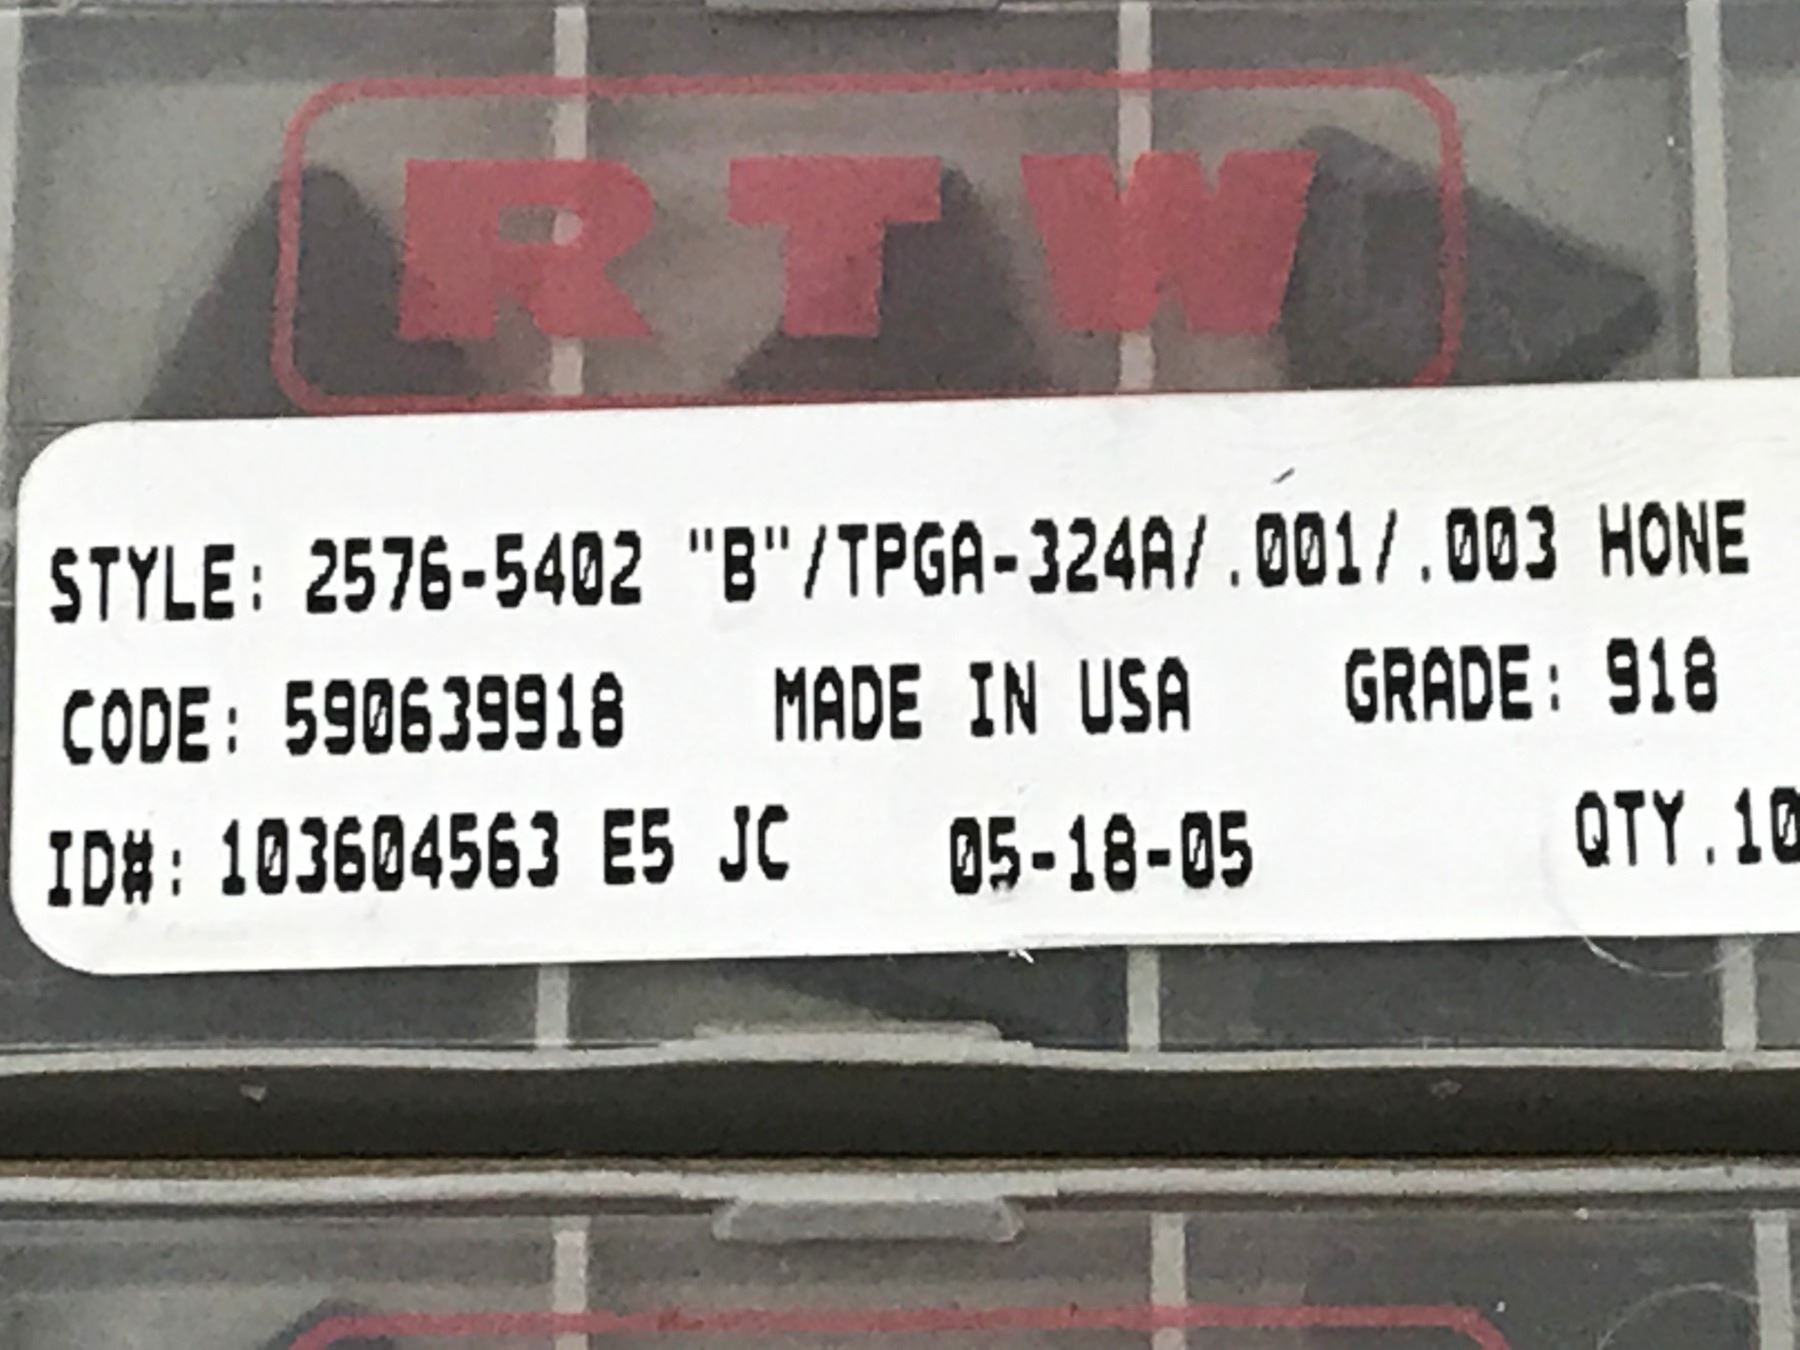 RTW
STYLE: 2576-5402 "B"/TPGA-324A/.001/.003 HONE
CODE: 590639918 MADE IN USA GRADE: 918
ID#: 103604563 E5 JC 05-18-05 QTY.10